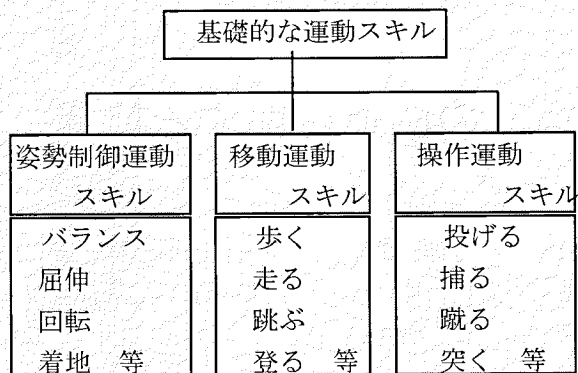 基礎的な運動スキル
姿勢制御運動
スキル
バランス
屈伸
回転
着地 等
移動運動
スキル
歩く
走る
跳ぶ
登る 等
操作運動
スキル
投げる
捕る
蹴る
突く 等